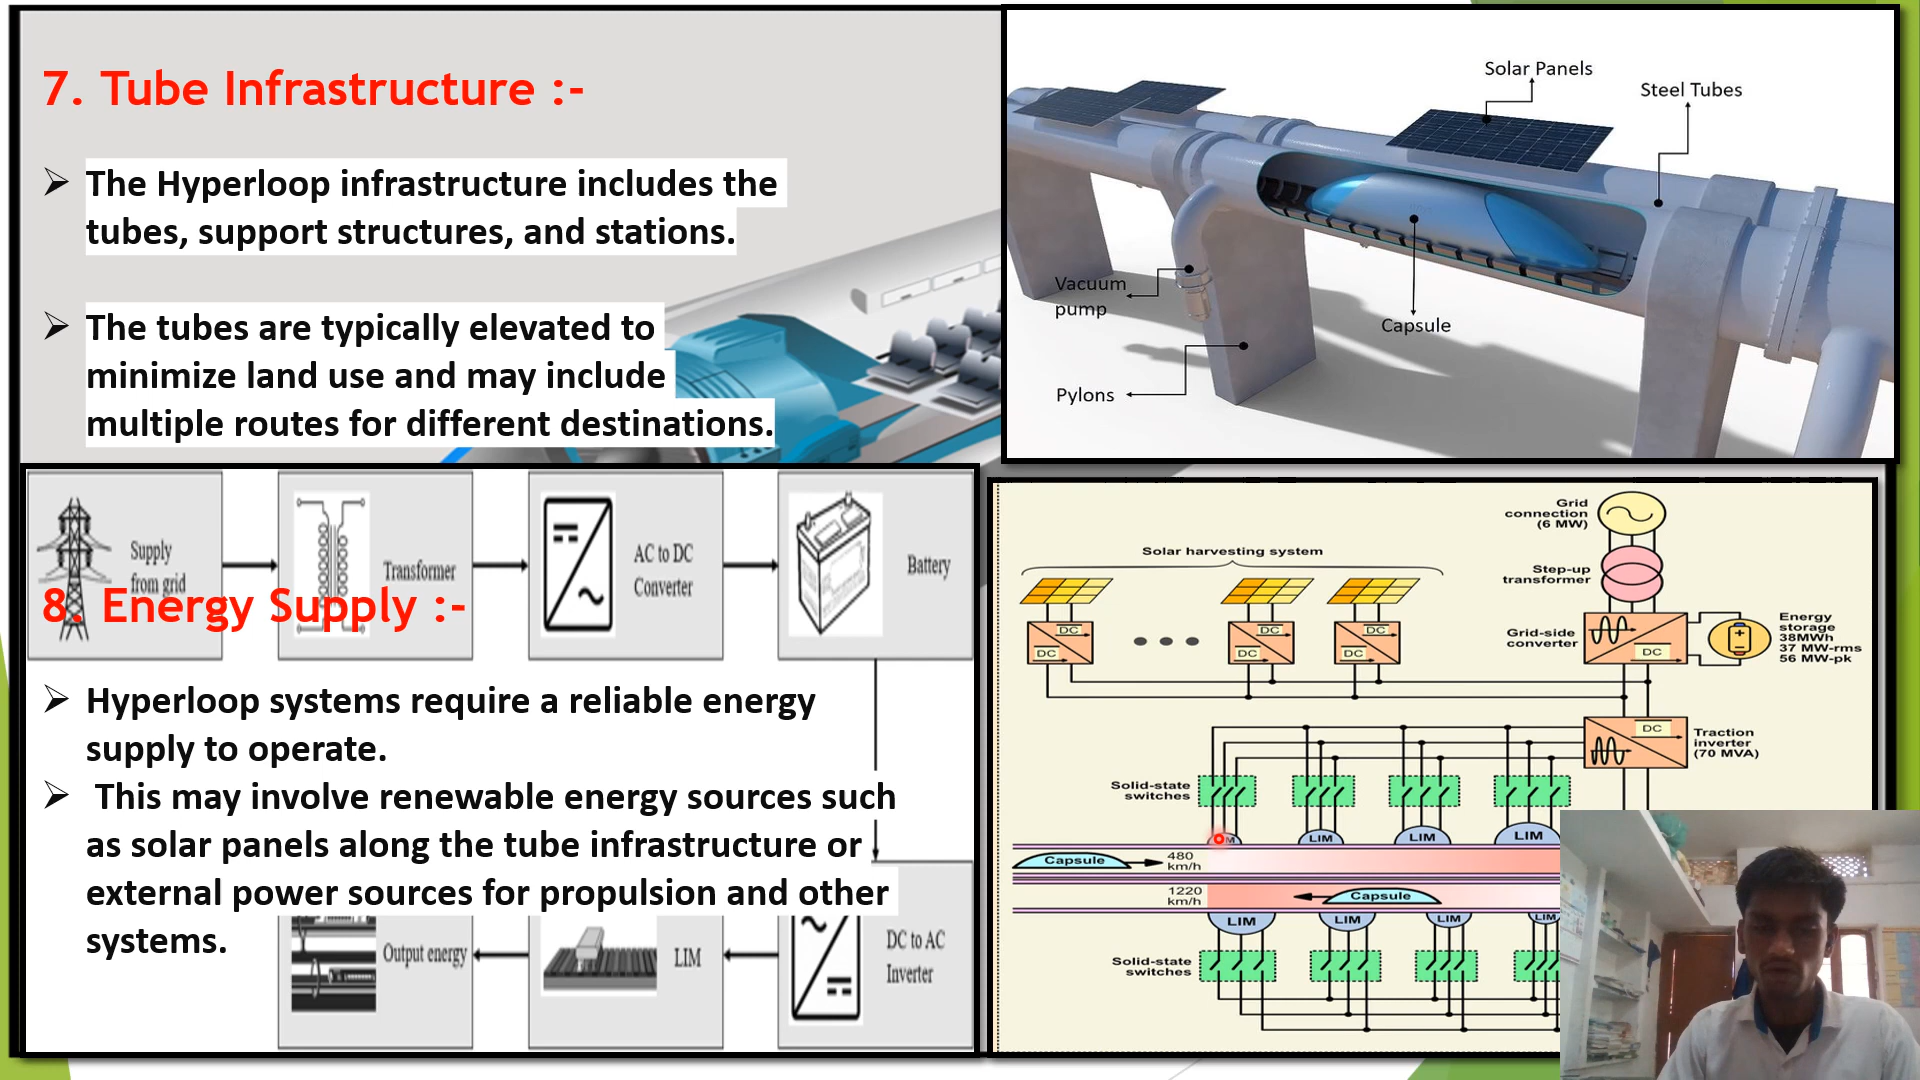 7. Tube Infrastructure :-
➢ The Hyperloop infrastructure includes the
tubes, support structures, and stations.
➢ The tubes are typically elevated to
minimize land use and may include
multiple routes for different destinations.
Solar Panels
Steel Tubes
Vacuum
pump
Capsule
Pylons
Supply
from grid
Transformer
AC to DC
Converter
Battery
8. Energy Supply :-
➢ Hyperloop systems require a reliable energy
supply to operate.
➢ This may involve renewable energy sources such
as solar panels along the tube infrastructure or
external power sources for propulsion and other
systems.
Output energy
LIM
DC to AC
Inverter
Grid
connection
(6 MW)
Solar harvesting system
Step-up
transformer
Grid-side
converter
DC
Energy
storage
38MWh
37 MW-rms
56 MW-pk
DC
DC
DC
DC
DC
DC
DC
Traction
inverter
(70 MVA)
Solid-state
switches
LIM
LIM
LIM
Capsule
480
km/h
1220
km/h
Capsule
LIM
LIM
LIM
LIM
Solid-state
switches